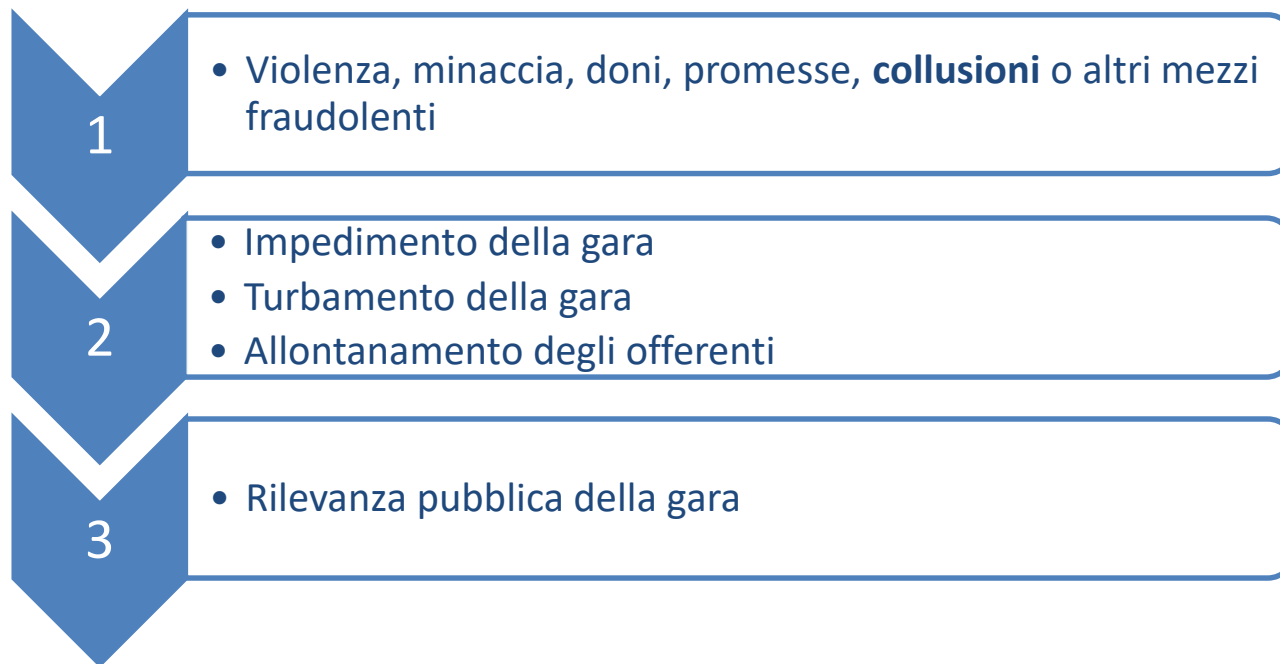 1
• Violenza, minaccia, doni, promesse, collusioni o altri mezzi
fraudolenti
2
• Impedimento della gara
• Turbamento della gara
• Allontanamento degli offerenti
3
• Rilevanza pubblica della gara